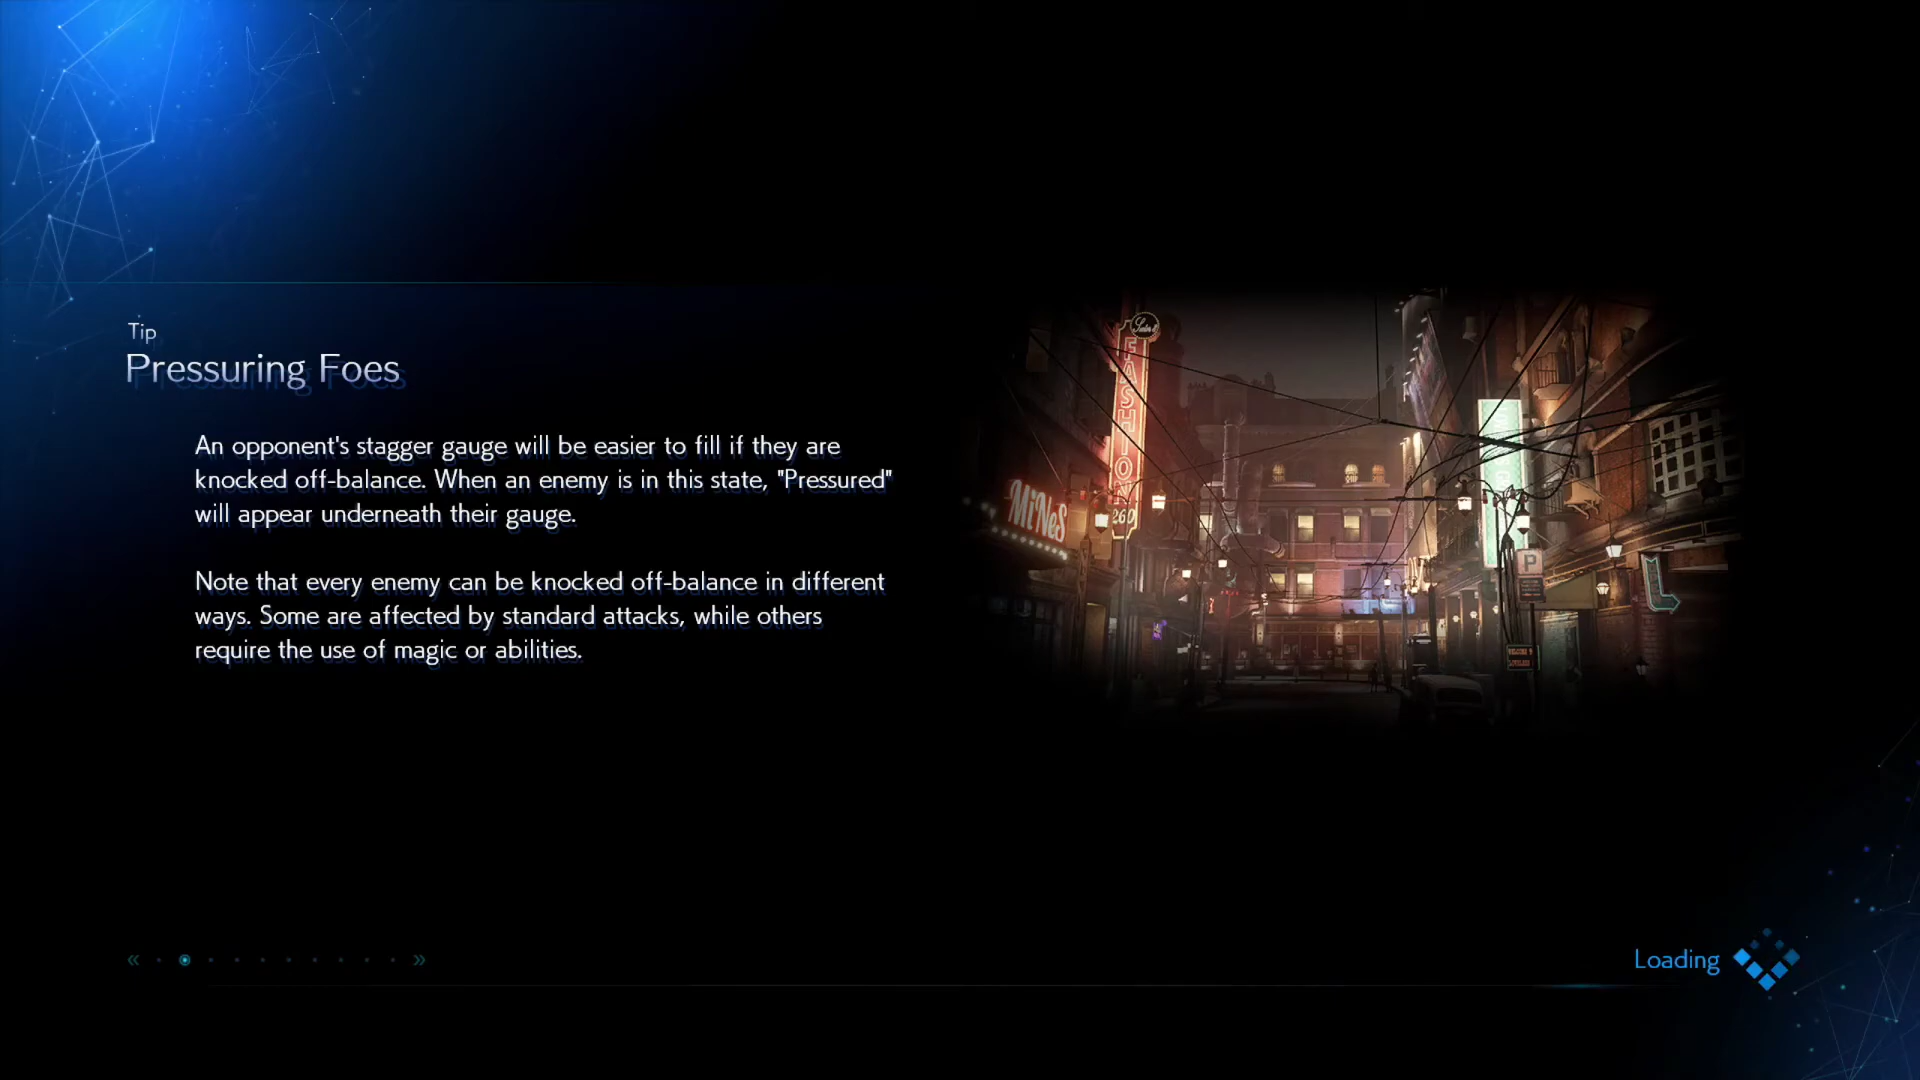 Tip
Pressuring Foes
An opponent's stagger gauge will be easier to fill if they are
knocked off-balance. When an enemy is in this state, "Pressured"
will appear underneath their gauge.
Note that every enemy can be knocked off-balance in different
ways. Some are affected by standard attacks, while others
require the use of magic or abilities.
FASHION
260
MiNeS
P
Loading